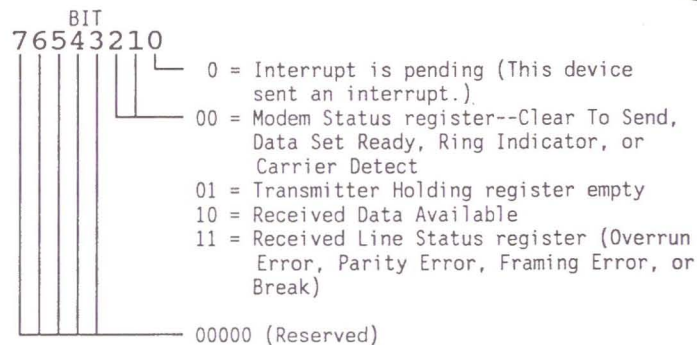 BIT
76543210
0 = Interrupt is pending (This device
sent an interrupt.)
00 = Modem Status register--Clear To Send,
Data Set Ready, Ring Indicator, or
Carrier Detect
01 = Transmitter Holding register empty
10 = Received Data Available
11 = Received Line Status register (Overrun
Error, Parity Error, Framing Error, or
Break)
00000 (Reserved)